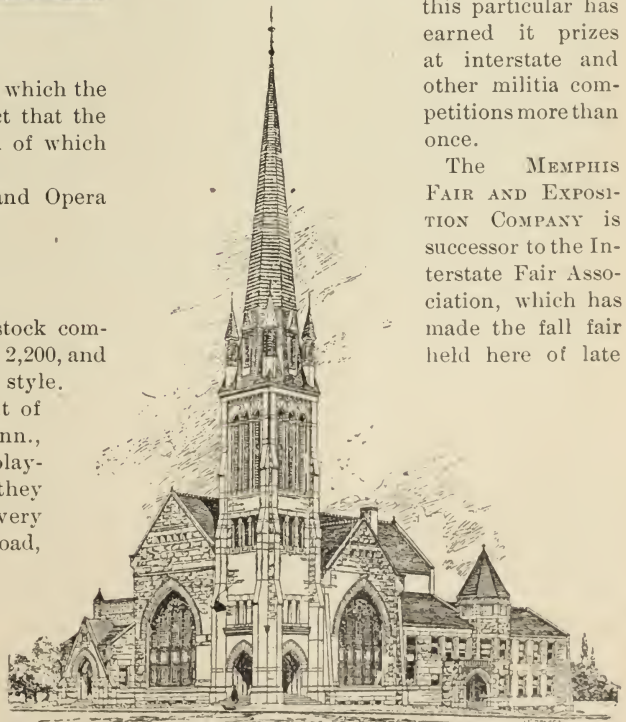 which the
ct that the
of which
and Opera
stock com-
2,200, and
style.
t of
nn.,
play-
they
very
oad,
this particular has
earned it prizes
at interstate and
other militia com-
petitions more than
once.
The MEMPHIS
FAIR AND EXPOSI-
TION COMPANY is
successor to the In-
terstate Fair Asso-
ciation, which has
made the fall fair
held here of late